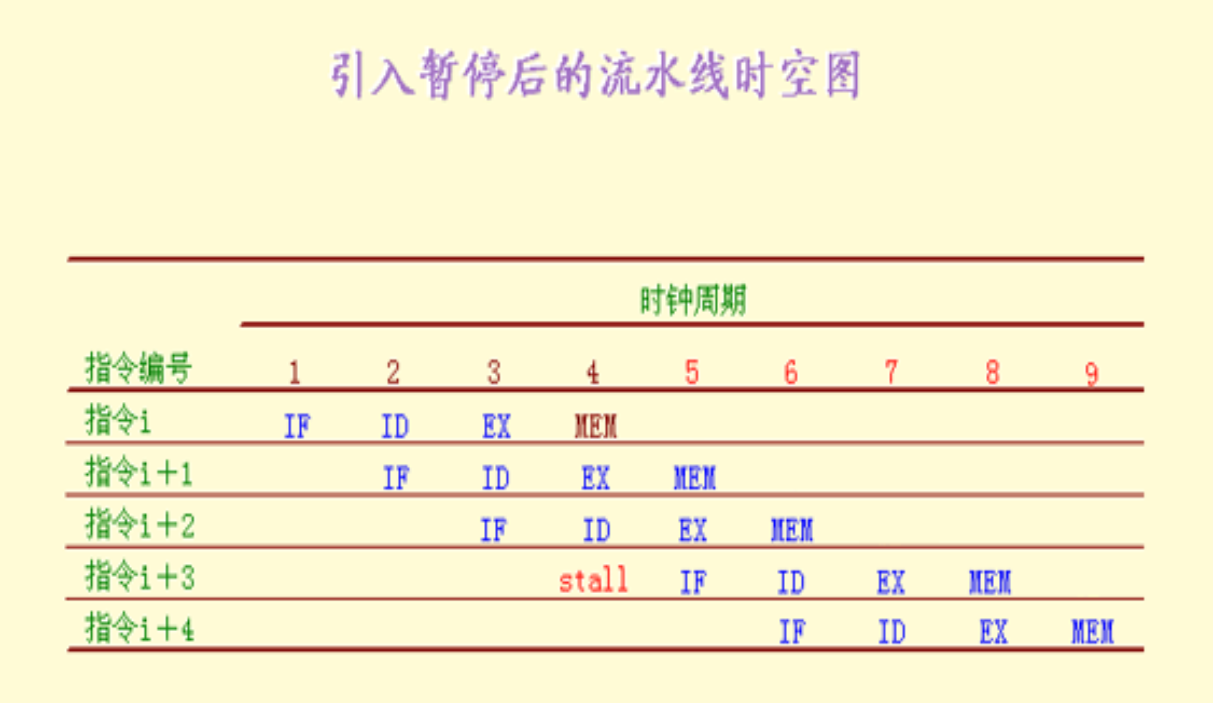 引入暂停后的流水线时空图
时钟周期
指令编号 1 2 3 4 5 6 7 8 9
指令i IF ID EX MEM
指令i+1 IF ID EX MEM
指令i+2 IF ID EX MEM
指令i+3 stall IF ID EX MEM
指令i+4 IF ID EX MEM